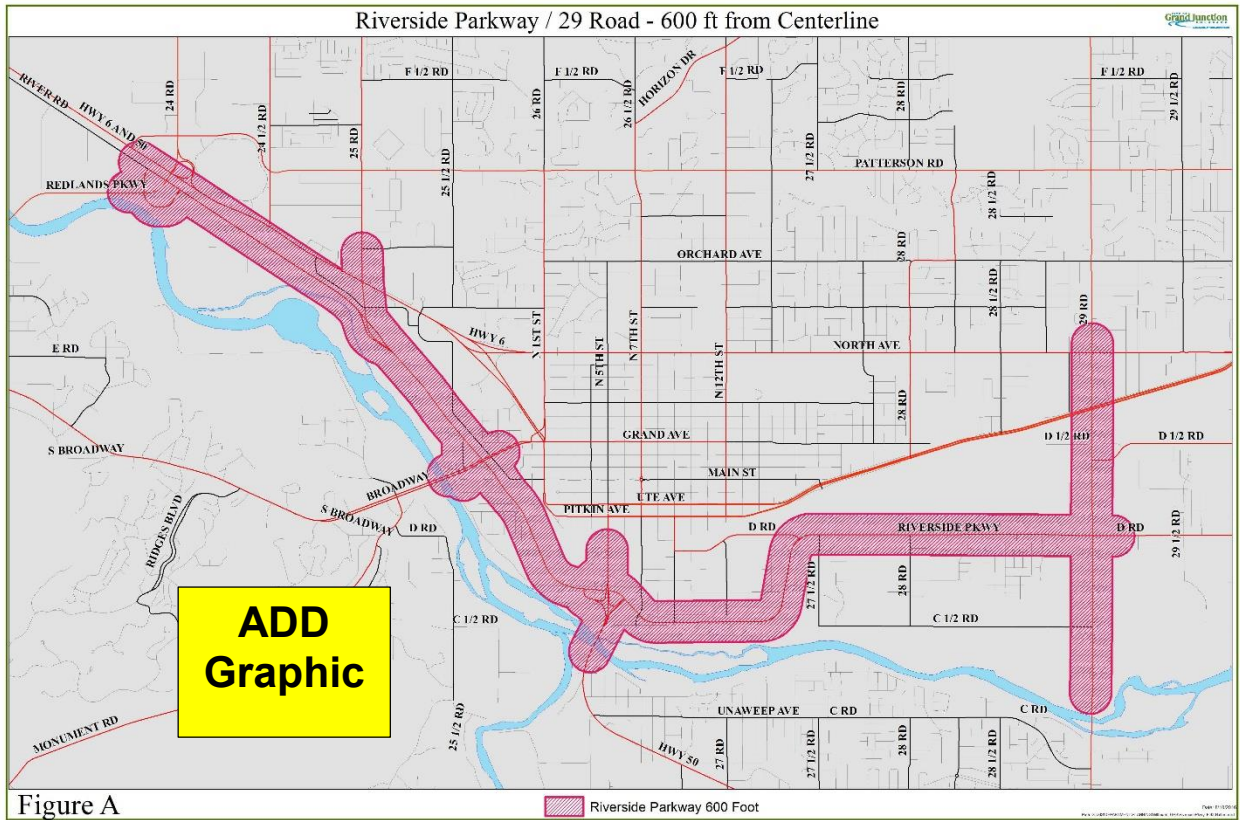 Riverside Parkway / 29 Road - 600 ft from Centerline
Grand Junction
F 1/2 RD
F 1/2 RD
F 1/2 RD
F 1/2 RD
HORIZON DR
RIVER RD
HWY 6 AND 50
24 RD
24 1/2 RD
25 RD
25 1/2 RD
26 RD
26 1/2 RD
27 1/2 RD
28 RD
28 1/2 RD
29 1/2 RD
PATTERSON RD
REDLANDS PKWY
ORCHARD AVE
28 RD
28 1/2 RD
29 RD
HWY 6
N 1ST ST
N 5TH ST
N 7TH ST
N 12TH ST
NORTH AVE
E RD
28 RD
GRAND AVE
D 1/2 RD
D 1/2 RD
S BROADWAY
BROADWAY
MAIN ST
UTE AVE
PITKIN AVE
S BROADWAY
D RD
D RD
RIVERSIDE PKWY
D RD
RIDGES BLVD
29 1/2 RD
27 1/2 RD
28 RD
C 1/2 RD
C 1/2 RD
ADD
Graphic
MONUMENT RD
25 1/2 RD
UNAWEEP AVE
C RD
C RD
HWY 50
27 RD
27 1/2 RD
28 RD
28 1/2 RD
Figure A
Riverside Parkway 600 Foot